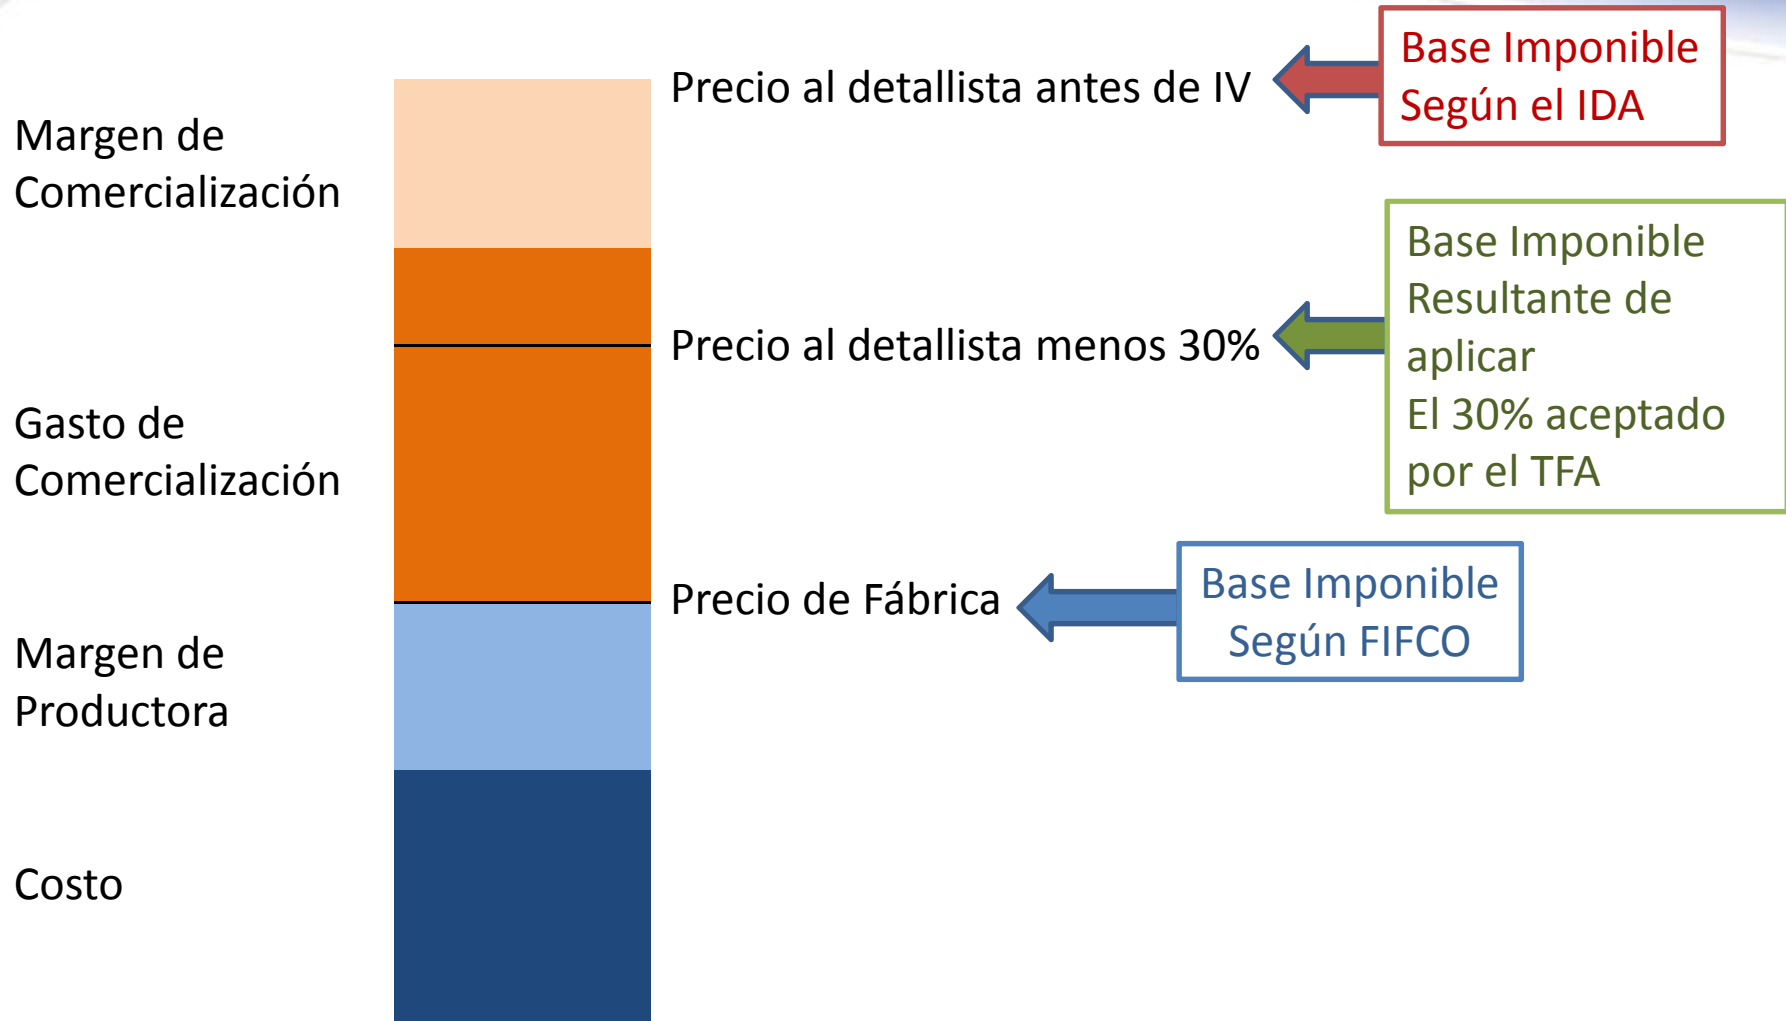 Precio al detallista antes de IV
Base Imponible
Según el IDA
Margen de
Comercialización
Precio al detallista menos 30%
Base Imponible
Resultante de
aplicar
El 30% aceptado
por el TFA
Gasto de
Comercialización
Precio de Fábrica
Base Imponible
Según FIFCO
Margen de
Productora
Costo